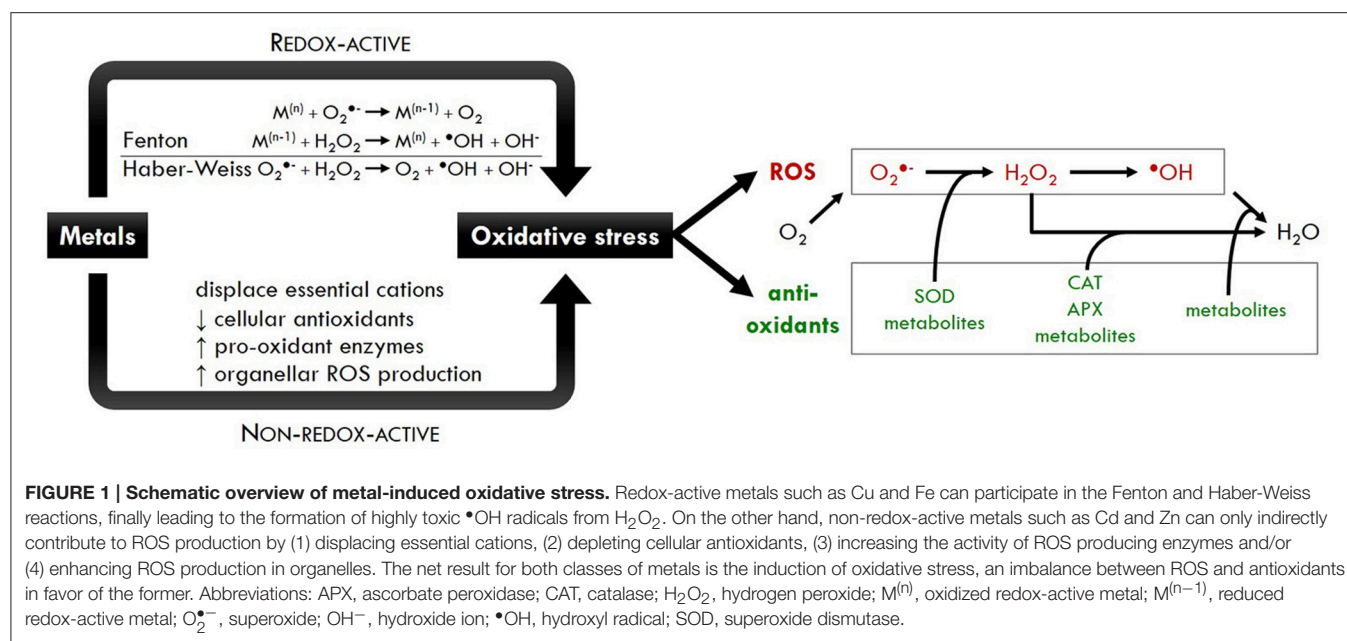 REDOX-ACTIVE
M(n) + O2•- → M(n-1) + O2
Fenton M(n-1) + H2O2 → M(n) + •OH + OH-
Haber-Weiss O2•- + H2O2 → O2 + •OH + OH-
Metals
Oxidative stress
displace essential cations
↓ cellular antioxidants
↑ pro-oxidant enzymes
↑ organellar ROS production
NON-REDOX-ACTIVE
ROS
O2•- → H2O2 → •OH
O2
H2O
anti-
oxidants
SOD
metabolites
CAT
APX
metabolites
metabolites
FIGURE 1 | Schematic overview of metal-induced oxidative stress. Redox-active metals such as Cu and Fe can participate in the Fenton and Haber-Weiss
reactions, finally leading to the formation of highly toxic •OH radicals from H2O2. On the other hand, non-redox-active metals such as Cd and Zn can only indirectly
contribute to ROS production by (1) displacing essential cations, (2) depleting cellular antioxidants, (3) increasing the activity of ROS producing enzymes and/or
(4) enhancing ROS production in organelles. The net result for both classes of metals is the induction of oxidative stress, an imbalance between ROS and antioxidants
in favor of the former. Abbreviations: APX, ascorbate peroxidase; CAT, catalase; H2O2, hydrogen peroxide; M(n), oxidized redox-active metal; M(n−1), reduced
redox-active metal; O2•−, superoxide; OH−, hydroxide ion; •OH, hydroxyl radical; SOD, superoxide dismutase.